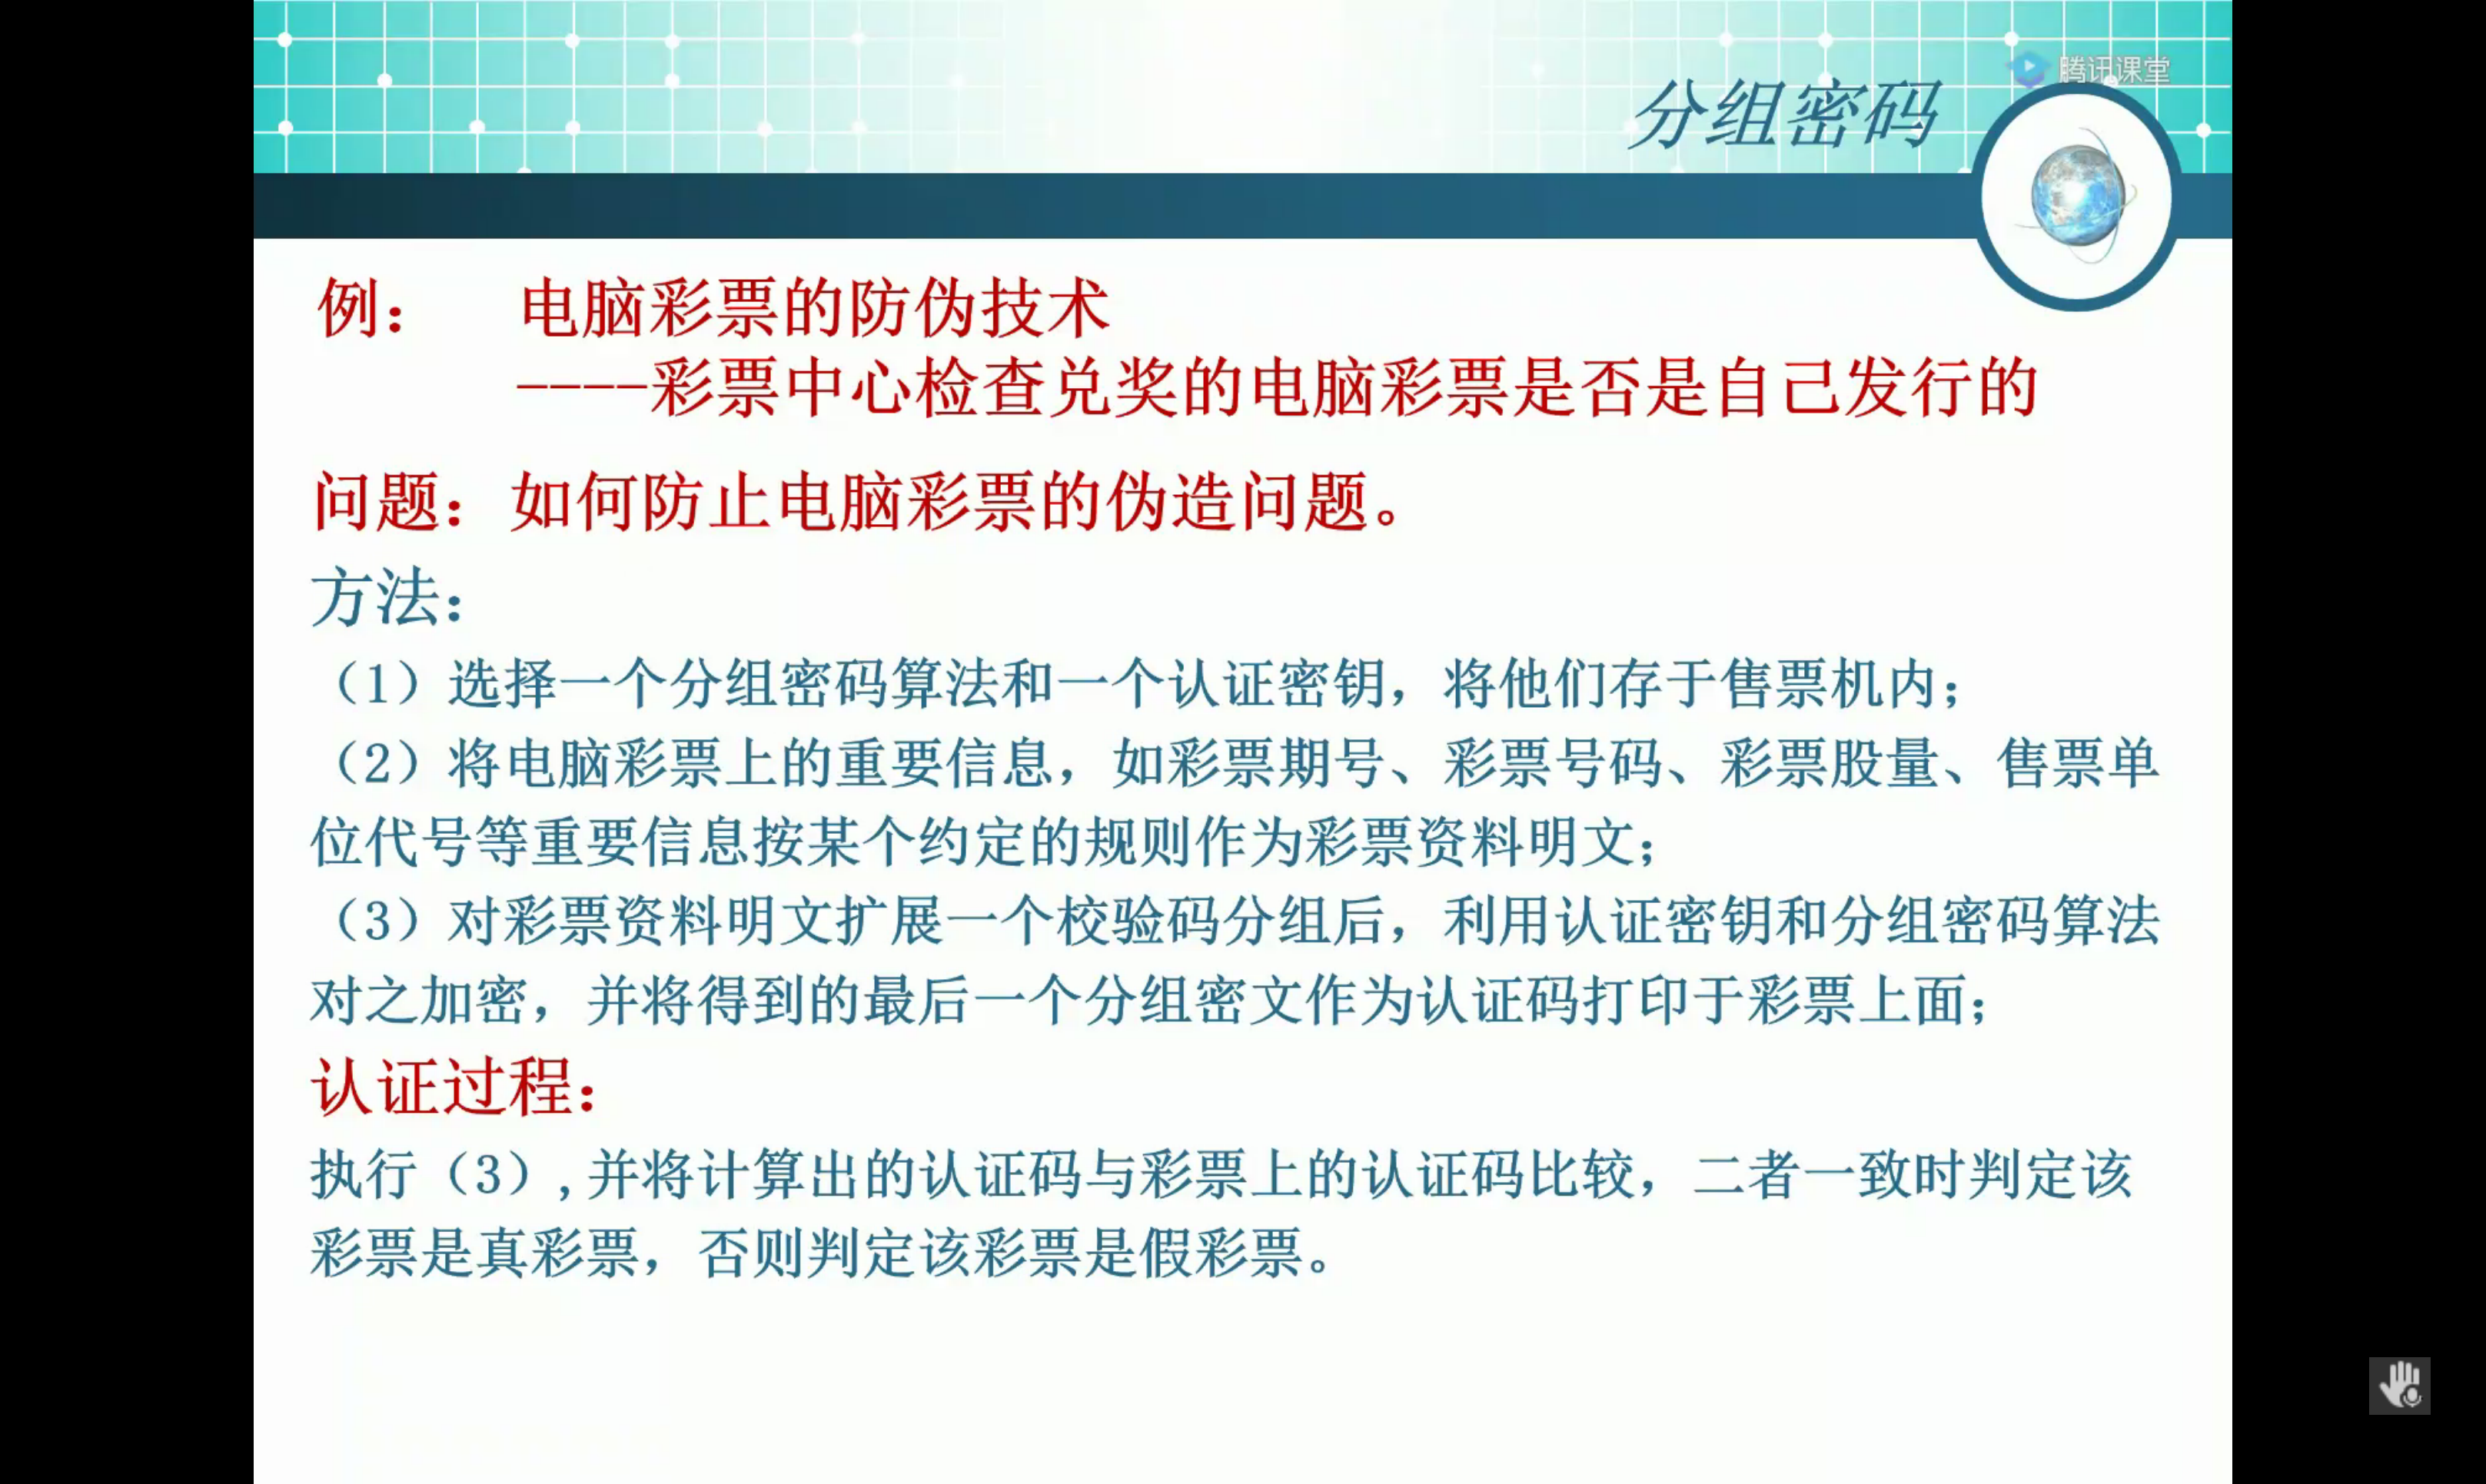 腾讯课堂
分组密码
例： 电脑彩票的防伪技术
----彩票中心检查兑奖的电脑彩票是否是自己发行的
问题：如何防止电脑彩票的伪造问题。
方法：
（1）选择一个分组密码算法和一个认证密钥，将他们存于售票机内；
（2）将电脑彩票上的重要信息，如彩票期号、彩票号码、彩票股量、售票单
位代号等重要信息按某个约定的规则作为彩票资料明文；
（3）对彩票资料明文扩展一个校验码分组后，利用认证密钥和分组密码算法
对之加密，并将得到的最后一个分组密文作为认证码打印于彩票上面；
认证过程：
执行（3）,并将计算出的认证码与彩票上的认证码比较，二者一致时判定该
彩票是真彩票，否则判定该彩票是假彩票。